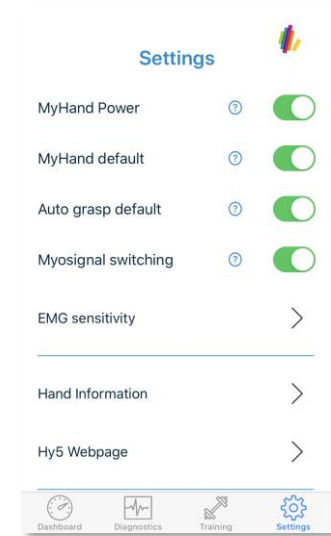 Settings
MyHand Power ?
MyHand default ?
Auto grasp default ?
Myosignal switching ?
EMG sensitivity
Hand Information
Hy5 Webpage
Dashboard Diagnostics Training Settings